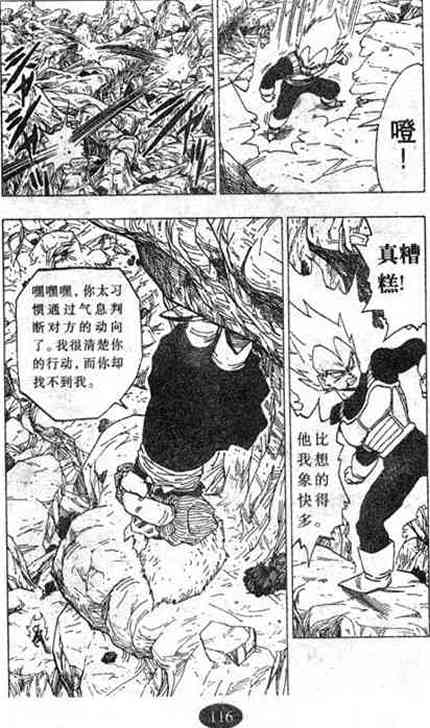 噔！
真糟
糕!
他比
我想
象的
快得
多。
嘿嘿嘿，你太习
惯通过气息判
断对方的动向
了。我很清楚你
的行动，而你却
找不到我。
116